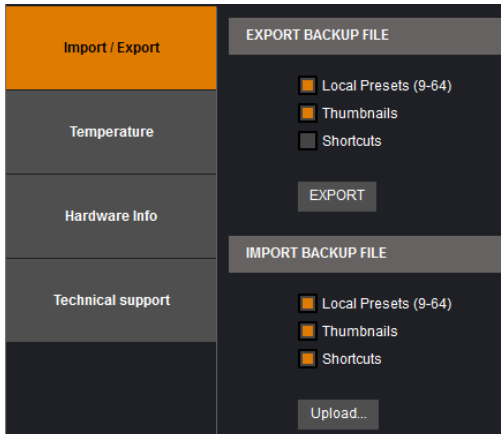 Import / Export
Temperature
Hardware Info
Technical support
EXPORT BACKUP FILE
Local Presets (9-64)
Thumbnails
Shortcuts
EXPORT
IMPORT BACKUP FILE
Local Presets (9-64)
Thumbnails
Shortcuts
Upload...